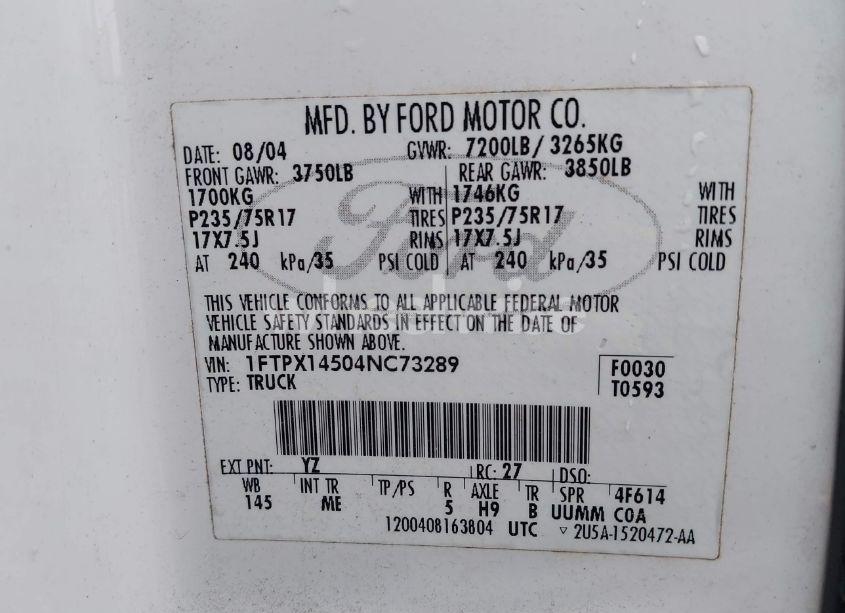 MFD. BY FORD MOTOR CO.
DATE: 08/04 GVWR: 7200LB/ 3265KG
FRONT GAWR: 3750LB REAR GAWR: 3850LB
1700KG WITH 1746KG WITH
P235/75R17 TIRES P235/75R17 TIRES
17X7.5J RIMS 17X7.5J RIMS
AT 240 kPa/35 PSI COLD AT 240 kPa/35 PSI COLD
Ford
THIS VEHICLE CONFORMS TO ALL APPLICABLE FEDERAL MOTOR
VEHICLE SAFETY STANDARDS IN EFFECT ON THE DATE OF
MANUFACTURE SHOWN ABOVE.
VIN: 1FTPX14504NC73289 F0030
TYPE: TRUCK T0593
EXT PNT: YZ RC: 27 DSO:
WB INT TR TP/PS R AXLE TR SPR 4F614
145 ME 5 H9 B UUMM COA
1200408163804 UTC ▽ 2U5A-1520472-AA